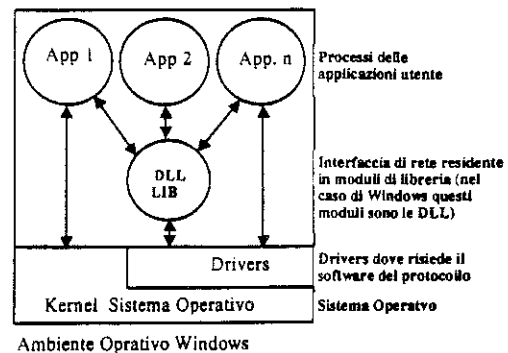 App 1
App 2
App. n
Processi delle
applicazioni utente
DLL
LIB
Interfaccia di rete residente
in moduli di libreria (nel
caso di Windows questi
moduli sono le DLL)
Drivers
Drivers dove risiede il
software del protocollo
Kernel Sistema Operativo
Sistema Operatvo
Ambiente Oprativo Windows